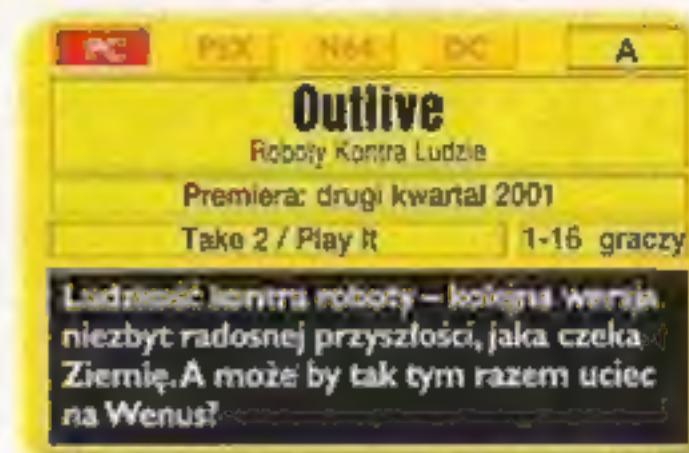 PC PSX N64 DC A
Outlive
Roboty Kontra Ludzie
Premiera: drugi kwartał 2001
Take 2 / Play It 1-16 graczy
Ludzkość kontra roboty – kolejna wersja
niezbyt radosnej przyszłości, jaka czeka
Ziemię. A może by tak tym razem uciec
na Wenus?